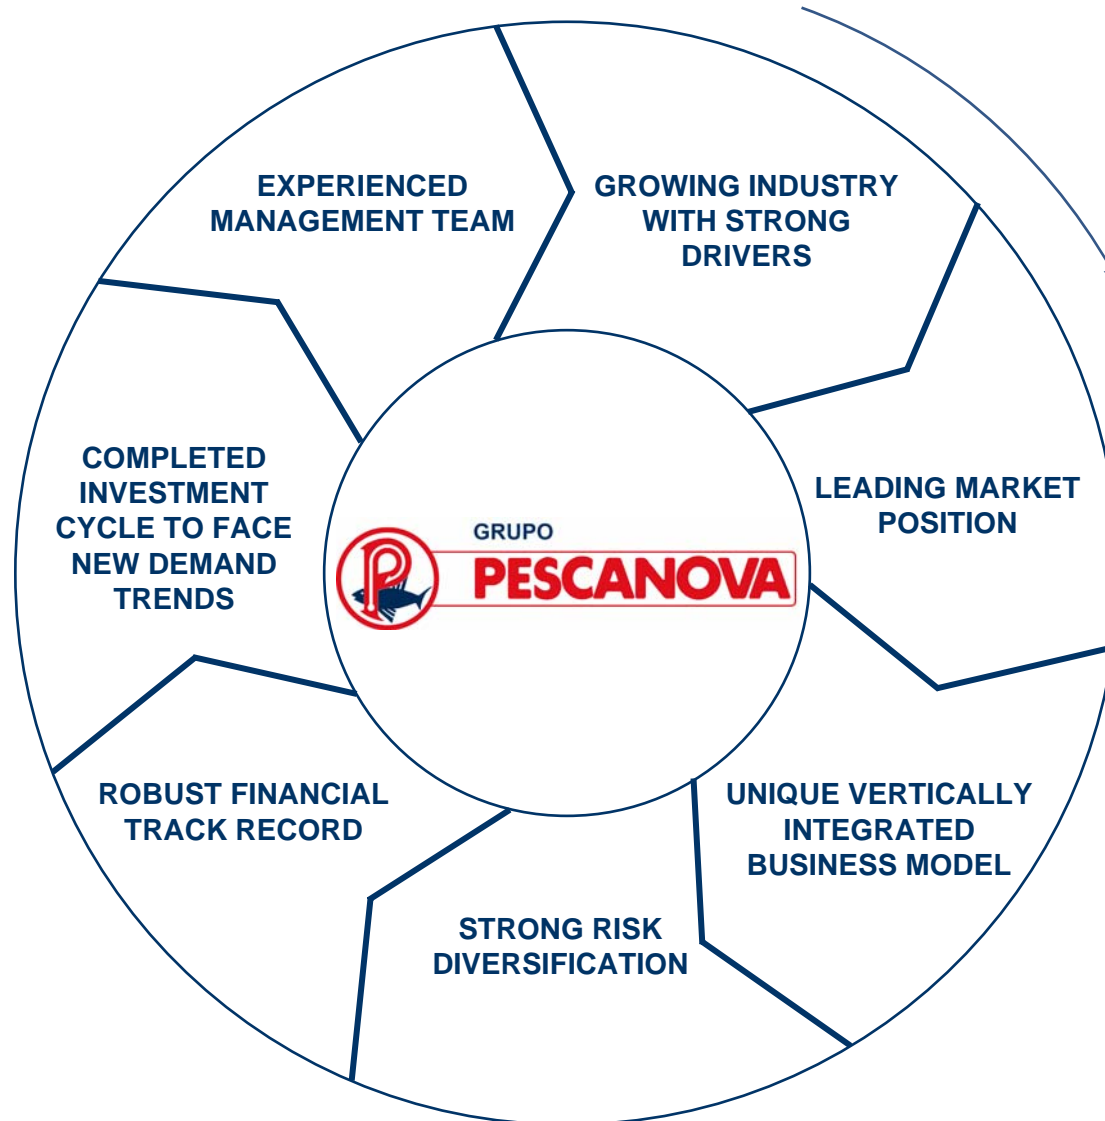 EXPERIENCED
MANAGEMENT TEAM
GROWING INDUSTRY
WITH STRONG
DRIVERS
LEADING MARKET
POSITION
UNIQUE VERTICALLY
INTEGRATED
BUSINESS MODEL
STRONG RISK
DIVERSIFICATION
ROBUST FINANCIAL
TRACK RECORD
COMPLETED
INVESTMENT
CYCLE TO FACE
NEW DEMAND
TRENDS
GRUPO
PESCANOVA